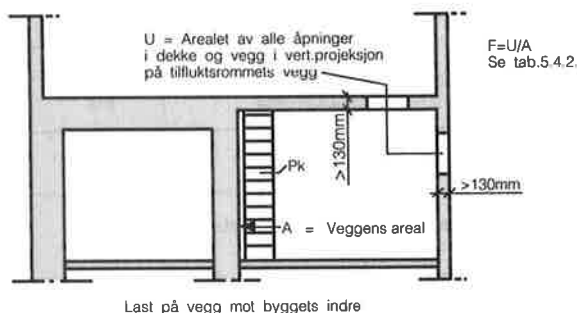 U = Arealet av alle åpninger
i dekke og vegg i vert.projeksjon
på tilfluktsrommets vegg
F=U/A
Se tab.5.4.2.
>130mm
Pk
>130mm
A = Veggens areal
Last på vegg mot byggets indre